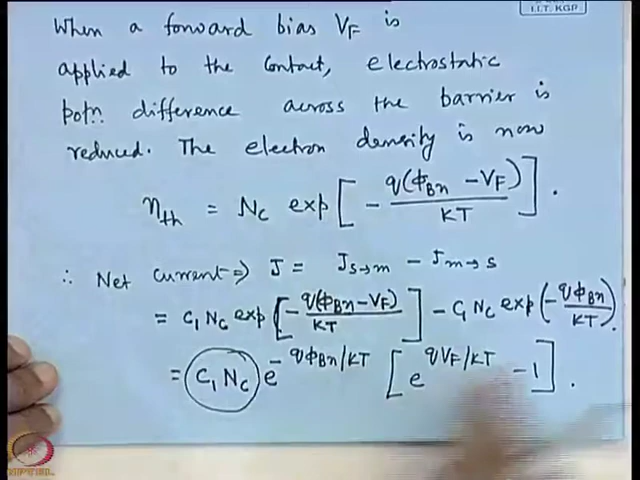 I.I.T. KGP
When a forward bias V_F is
applied to the contact, electrostatic
potn. difference across the barrier is
reduced. The electron density is now
n_th = N_C exp[ - q(ϕ_Bn - V_F) / KT ] .
∴ Net current ⇒ J = J_s→m - J_m→s
= C_1 N_C exp[ - q(ϕ_Bn - V_F) / KT ] - C_1 N_C exp( - qϕ_Bn / KT ).
= C_1 N_C e^{-qϕ_Bn/KT} [ e^{qV_F/KT} - 1 ] .
NPTEL